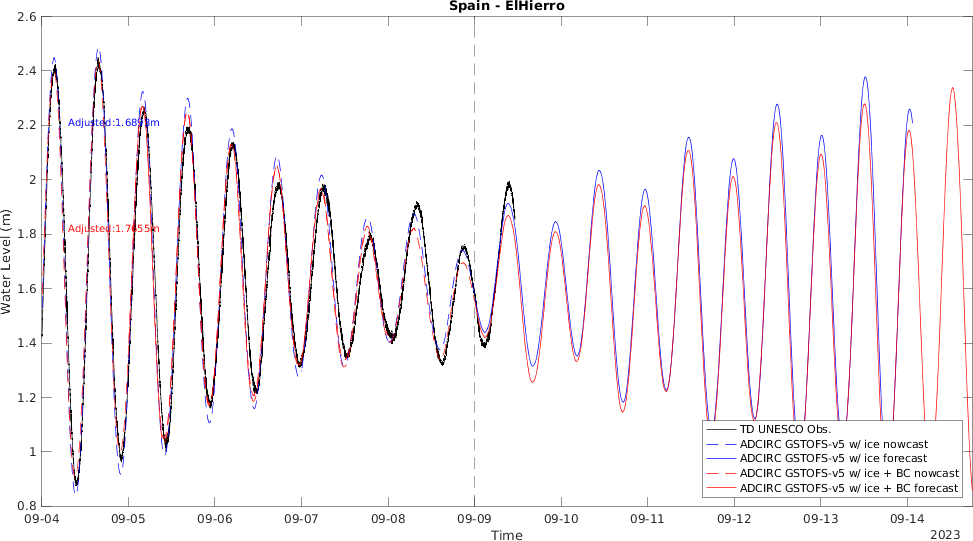 Spain - ElHierro
2.6
2.4
2.2
2
1.8
1.6
1.4
1.2
1
0.8
Water Level (m)
Adjusted:1.6898m
Adjusted:1.7655m
TD UNESCO Obs.
ADCIRC GSTOFS-v5 w/ ice nowcast
ADCIRC GSTOFS-v5 w/ ice forecast
ADCIRC GSTOFS-v5 w/ ice + BC nowcast
ADCIRC GSTOFS-v5 w/ ice + BC forecast
09-04 09-05 09-06 09-07 09-08 09-09 09-10 09-11 09-12 09-13 09-14
Time
2023